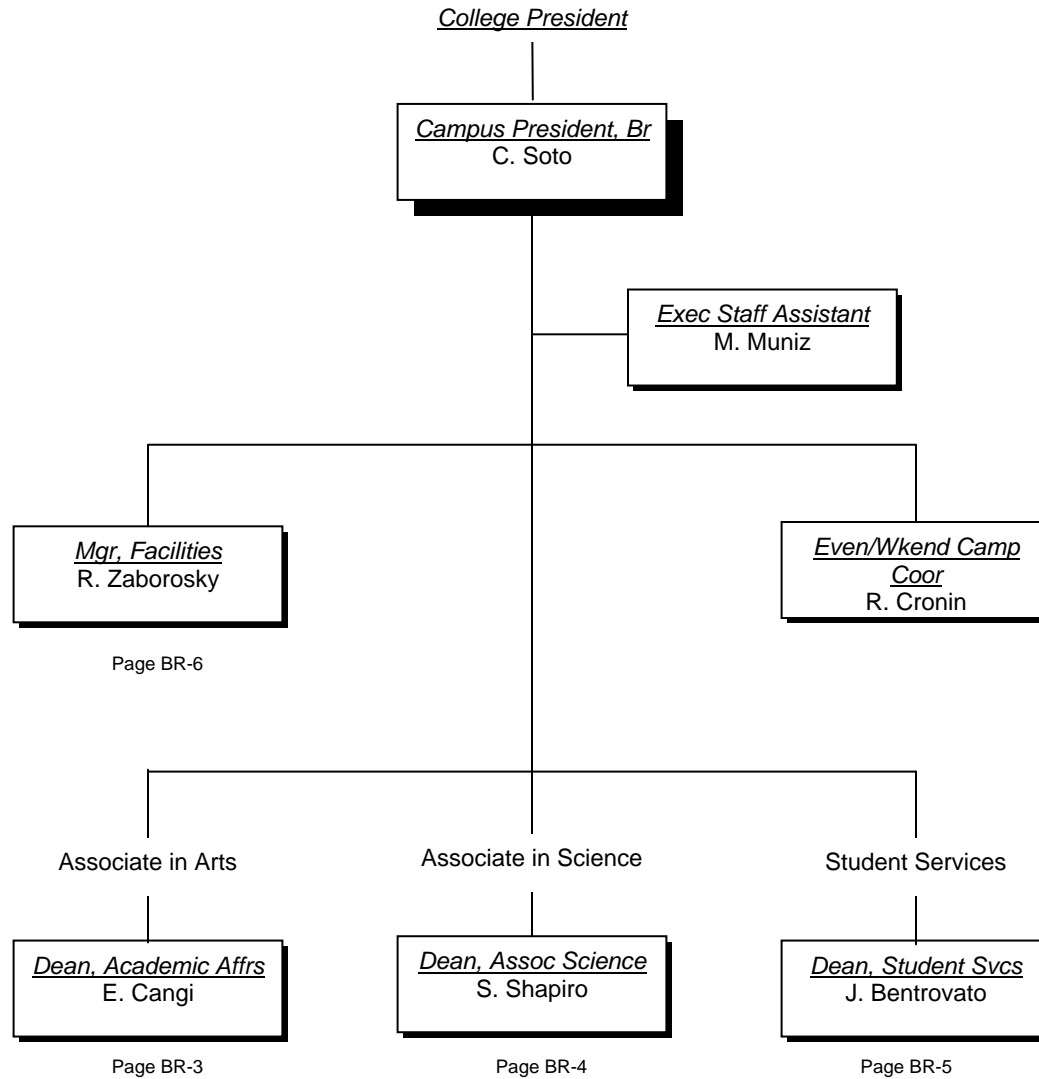 College President
Campus President, Br
C. Soto
Exec Staff Assistant
M. Muniz
Mgr, Facilities
R. Zaborosky
Page BR-6
Even/Wkend Camp
Coor
R. Cronin
Associate in Arts
Associate in Science
Student Services
Dean, Academic Affrs
E. Cangi
Page BR-3
Dean, Assoc Science
S. Shapiro
Page BR-4
Dean, Student Svcs
J. Bentrovato
Page BR-5